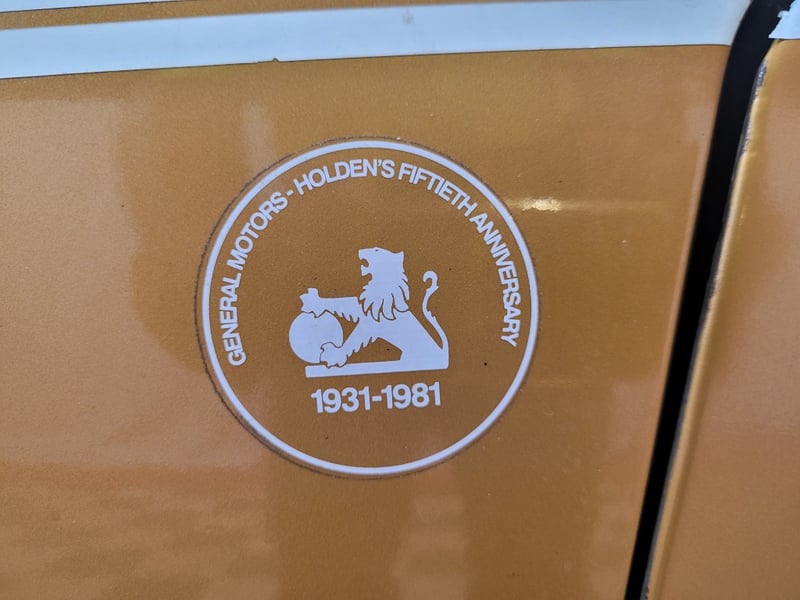 GENERAL MOTORS - HOLDEN'S FIFTIETH ANNIVERSARY
1931-1981